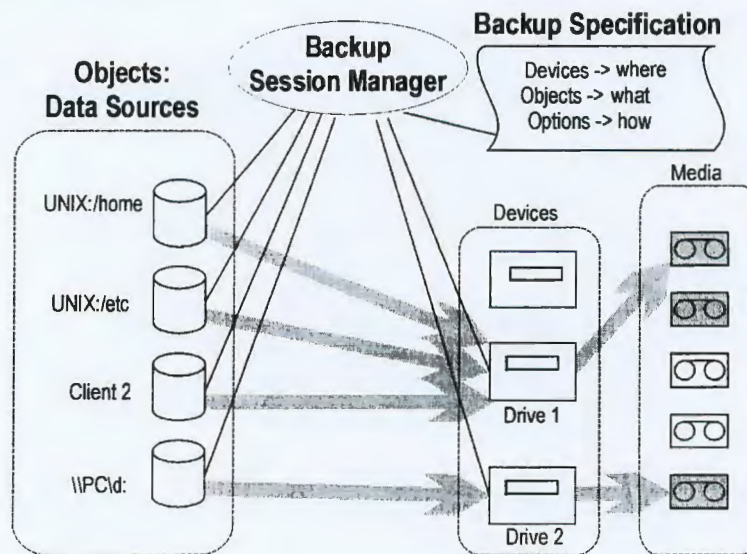 Backup Specification
Backup
Session Manager
Devices -> where
Objects -> what
Options -> how
Objects:
Data Sources
Media
UNIX:/home
Devices
UNIX:/etc
Client 2
Drive 1
\\PC\d:
Drive 2